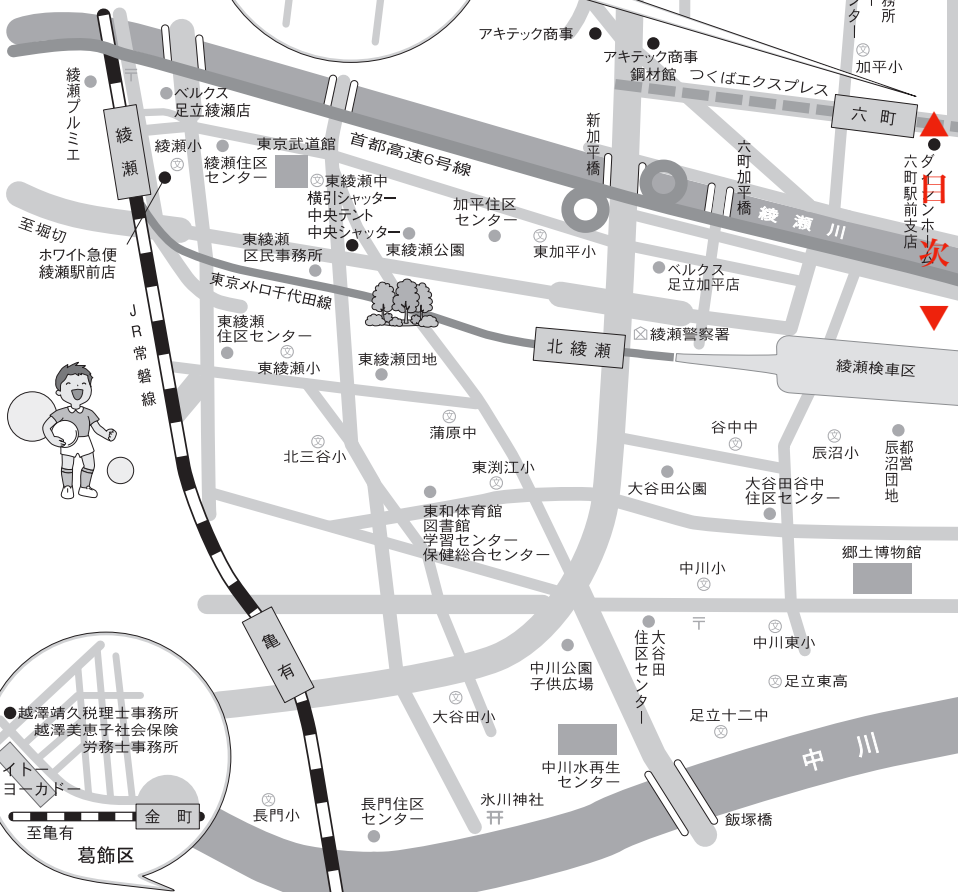 アキテック商事
アキテック商事
鋼材館
つくばエクスプレス
務所
ター
加平小
六町
ダイシンホーム
六町駅前支店
目次
綾瀬プルミエ
〒
ベルクス
足立綾瀬店
綾瀬
綾瀬小
綾瀬住区
センター
東京武道館
首都高速6号線
新加平橋
六町加平橋
綾瀬川
東綾瀬中
横引シャッター
中央テント
中央シャッター
加平住区
センター
至堀切
ホワイト急便
綾瀬駅前店
東綾瀬
区民事務所
東綾瀬公園
東加平小
ベルクス
足立加平店
東京メトロ千代田線
JR常磐線
東綾瀬
住区センター
東綾瀬小
東綾瀬団地
北綾瀬
綾瀬警察署
綾瀬検車区
蒲原中
北三谷小
東渕江小
谷中中
辰沼小
都営
辰沼団地
大谷田公園
大谷田谷中
住区センター
東和体育館
図書館
学習センター
保健総合センター
郷土博物館
中川小
〒
亀有
大谷田
住区センター
中川東小
中川公園
子供広場
足立東高
大谷田小
足立十二中
中川
中川水再生
センター
越澤靖久税理士事務所
越澤美恵子社会保険
労務士事務所
イトー
ヨーカドー
金町
至亀有
葛飾区
長門小
長門住区
センター
氷川神社
飯塚橋